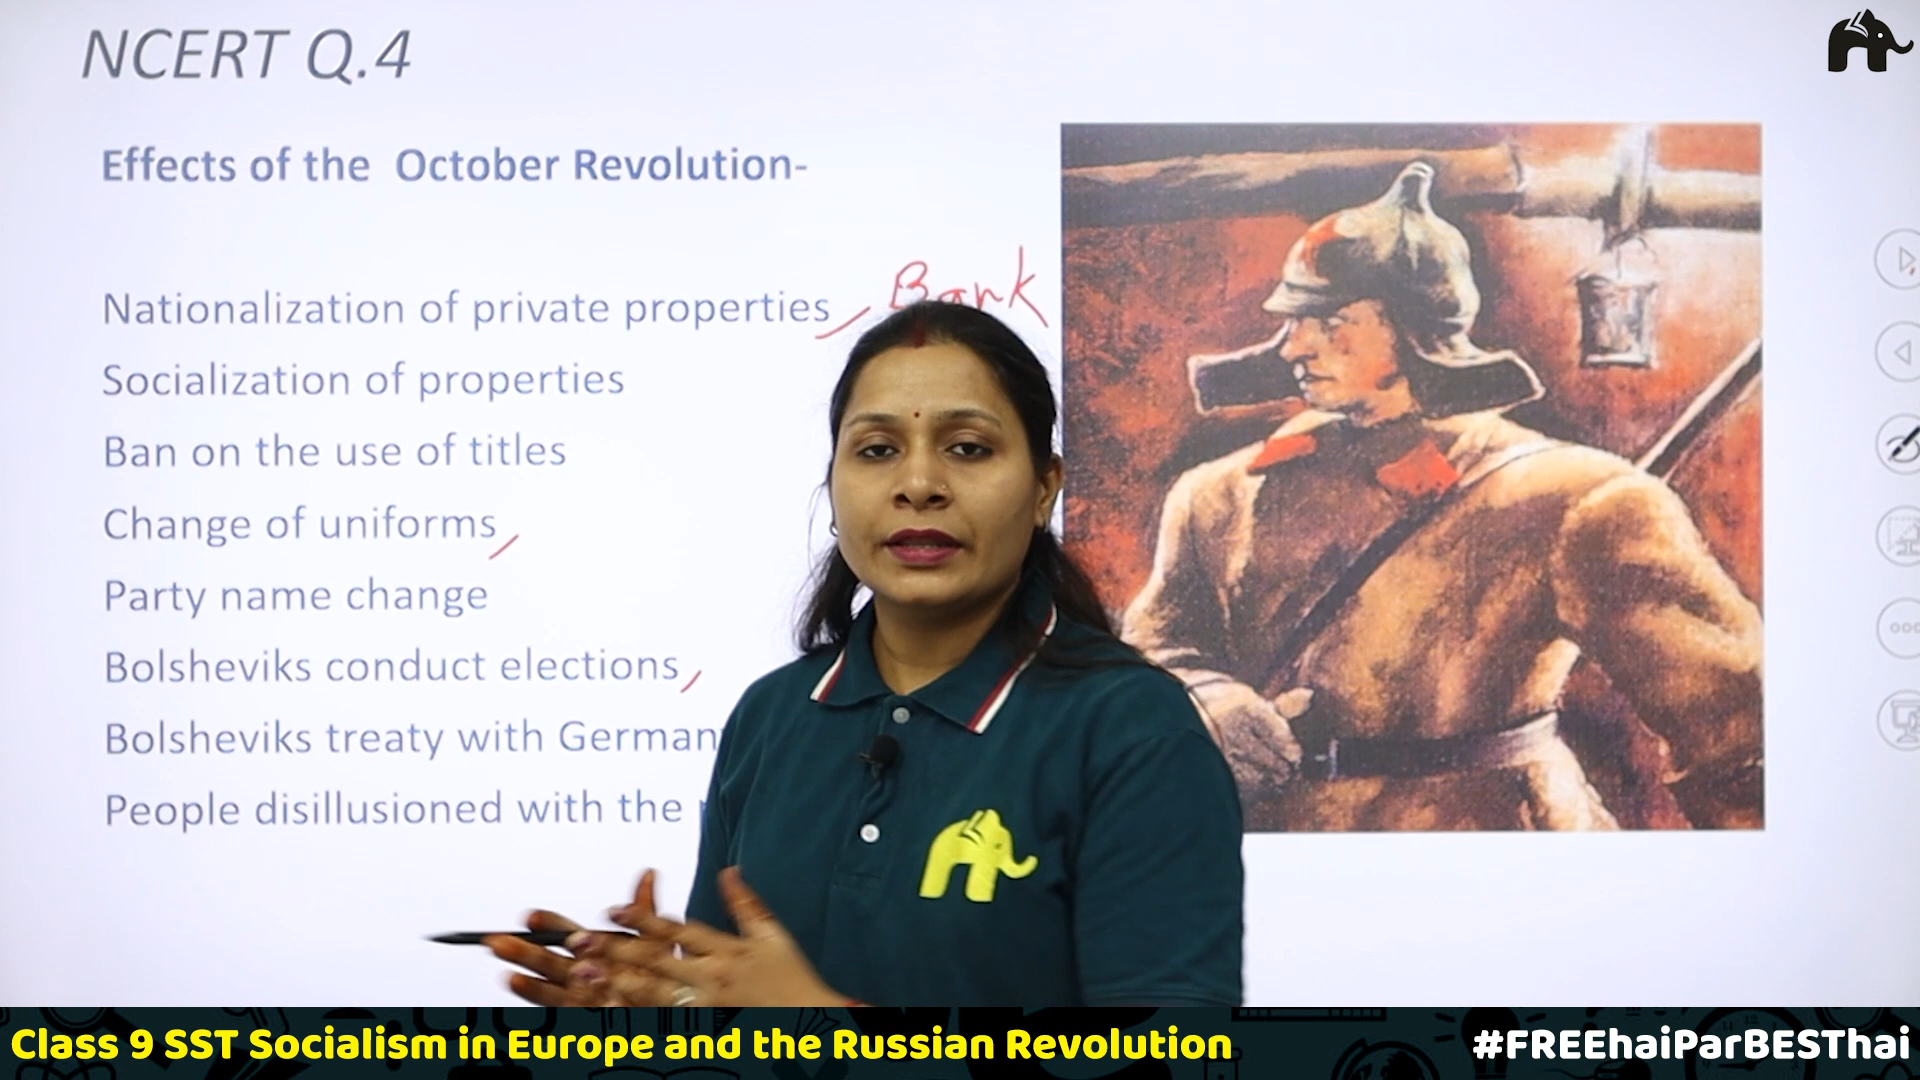 NCERT Q.4
Effects of the October Revolution-
Nationalization of private properties Bank
Socialization of properties
Ban on the use of titles
Change of uniforms
Party name change
Bolsheviks conduct elections
Bolsheviks treaty with German
People disillusioned with the
Class 9 SST Socialism in Europe and the Russian Revolution
#FREEhaiParBESThai